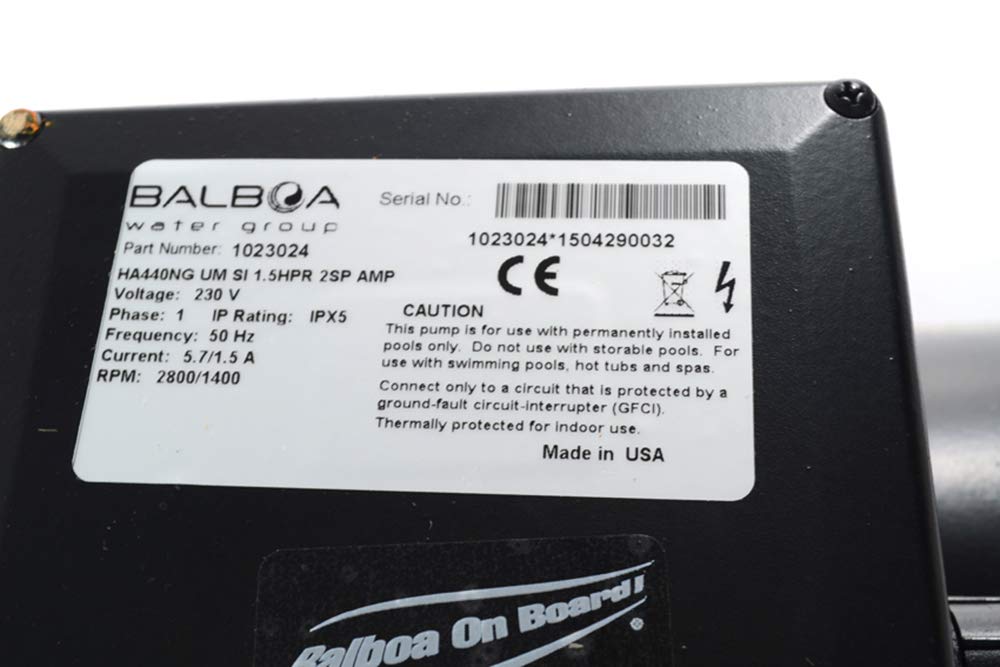 BALBOA
water group
Serial No.:
1023024*1504290032
Part Number: 1023024
HA440NG UM SI 1.5HPR 2SP AMP
Voltage: 230 V
Phase: 1 IP Rating: IPX5
Frequency: 50 Hz
Current: 5.7/1.5 A
RPM: 2800/1400
CE
CAUTION
This pump is for use with permanently installed
pools only. Do not use with storable pools. For
use with swimming pools, hot tubs and spas.
Connect only to a circuit that is protected by a
ground-fault circuit-interrupter (GFCI).
Thermally protected for indoor use.
Made in USA
Balboa On Board!
®